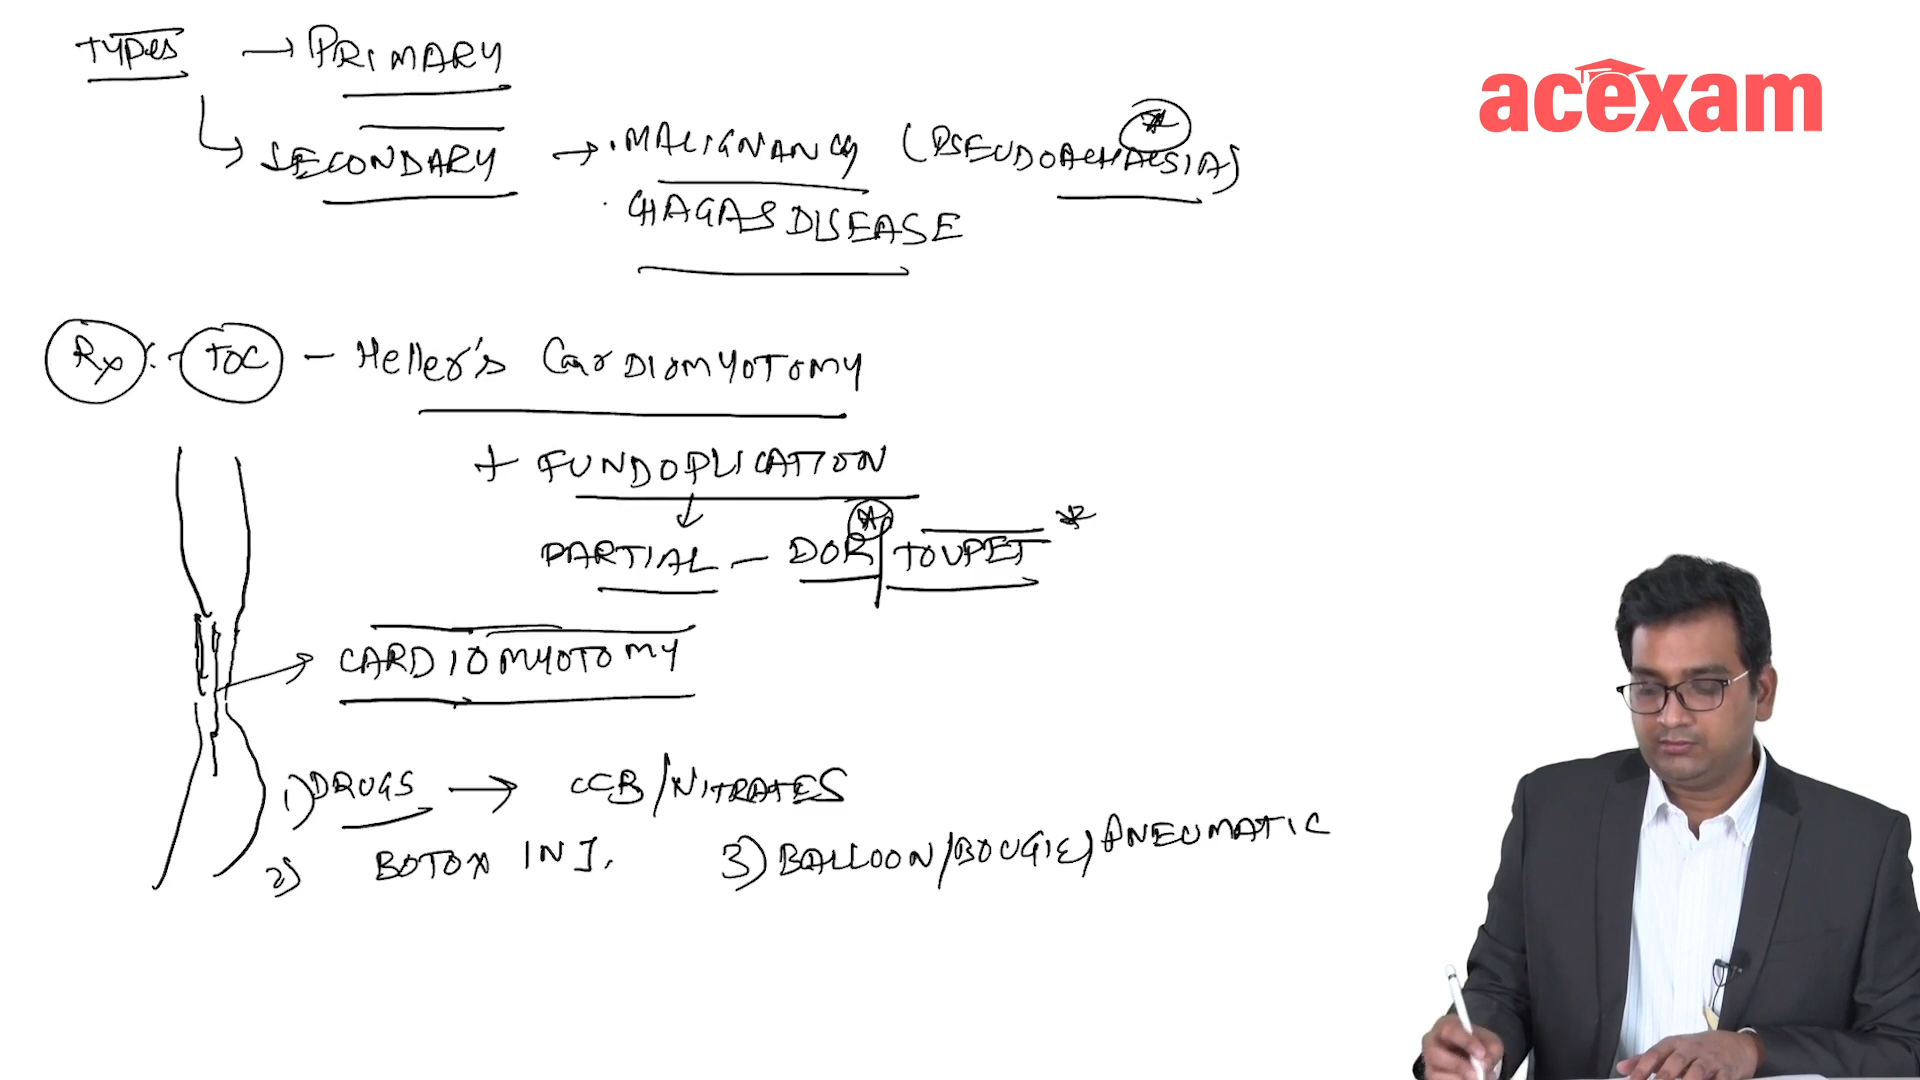 acexam
TYPes → PRIMARY
↳ SECONDARY → . MALIGNANCY (PSEUDOACHALSIA)
. CHAGAS DISEASE
Rx :- TOC - Heller's CarDIOMYOTOMY
+ FUNDOPLICATION
↓
PARTIAL - DOR | TOUPET *
→ CARDIOMYOTOMY
1) DRUGS → CCB/NITRATES
2) BOTOX INJ. 3) BALLOON/BOUGIE/PNEUMATIC